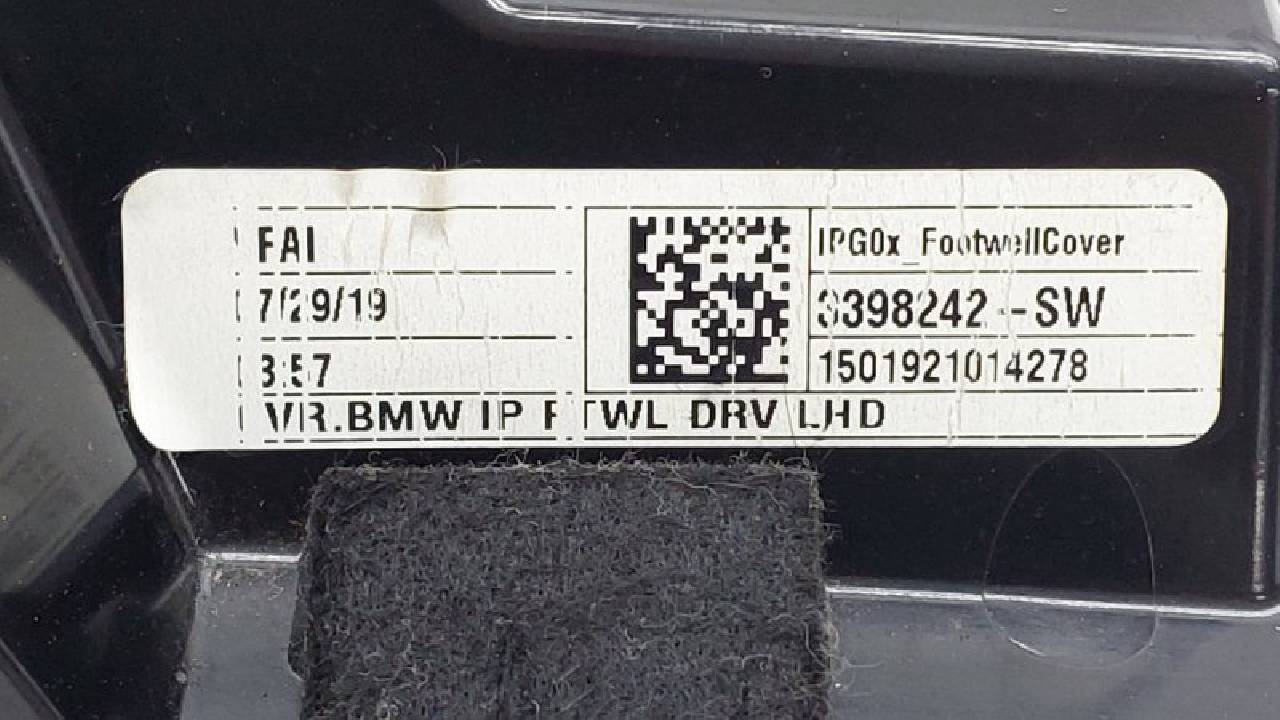 FAI
7/29/19
3:57
IPG0x_FootwellCover
3398242 -SW
1501921014278
VR.BMW IP FTWL DRV LHD